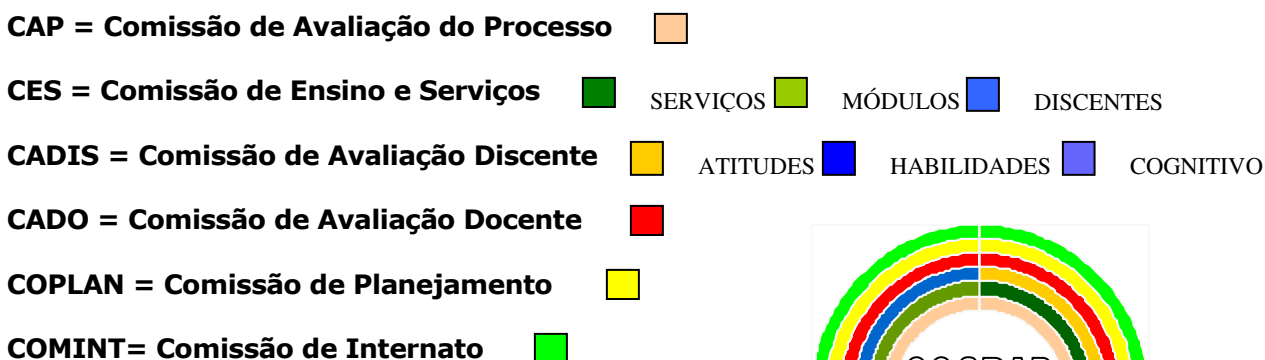 CAP = Comissão de Avaliação do Processo
CES = Comissão de Ensino e Serviços SERVIÇOS MÓDULOS DISCENTES
CADIS = Comissão de Avaliação Discente ATITUDES HABILIDADES COGNITIVO
CADO = Comissão de Avaliação Docente
COPLAN = Comissão de Planejamento
COMINT= Comissão de Internato